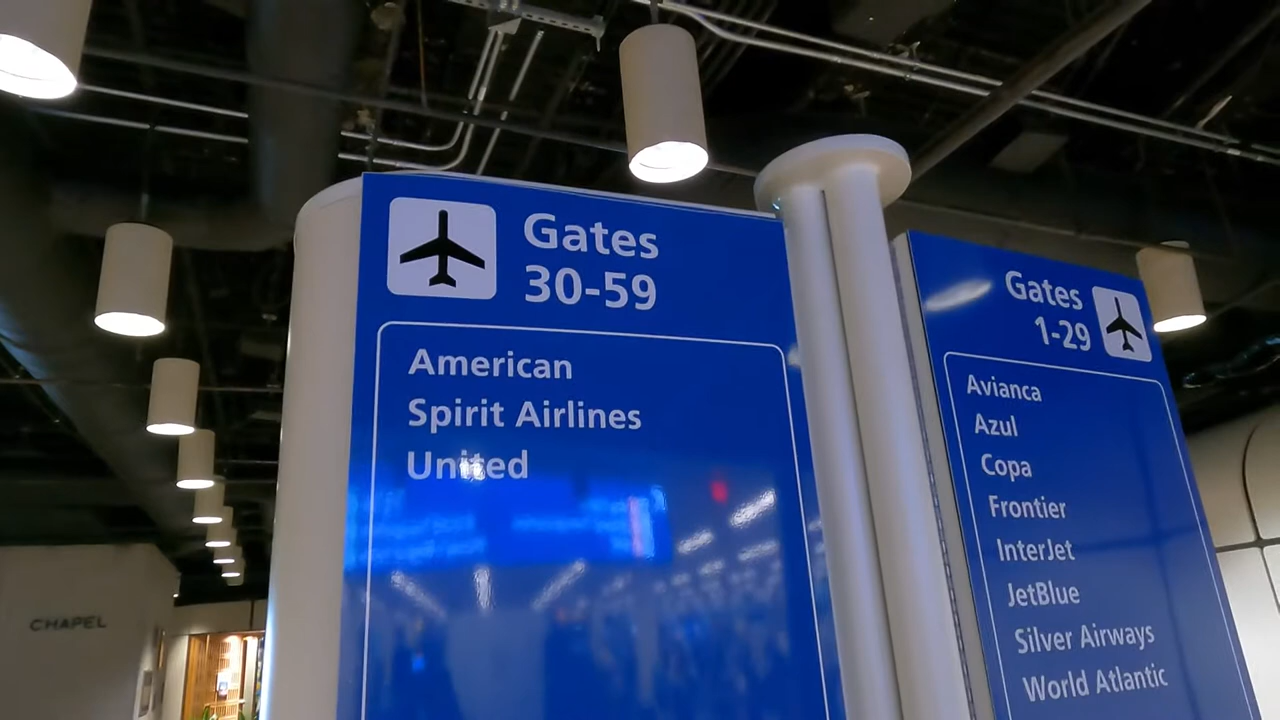 Gates
30-59
American
Spirit Airlines
United
Gates
1-29
Avianca
Azul
Copa
Frontier
InterJet
JetBlue
Silver Airways
World Atlantic
CHAPEL